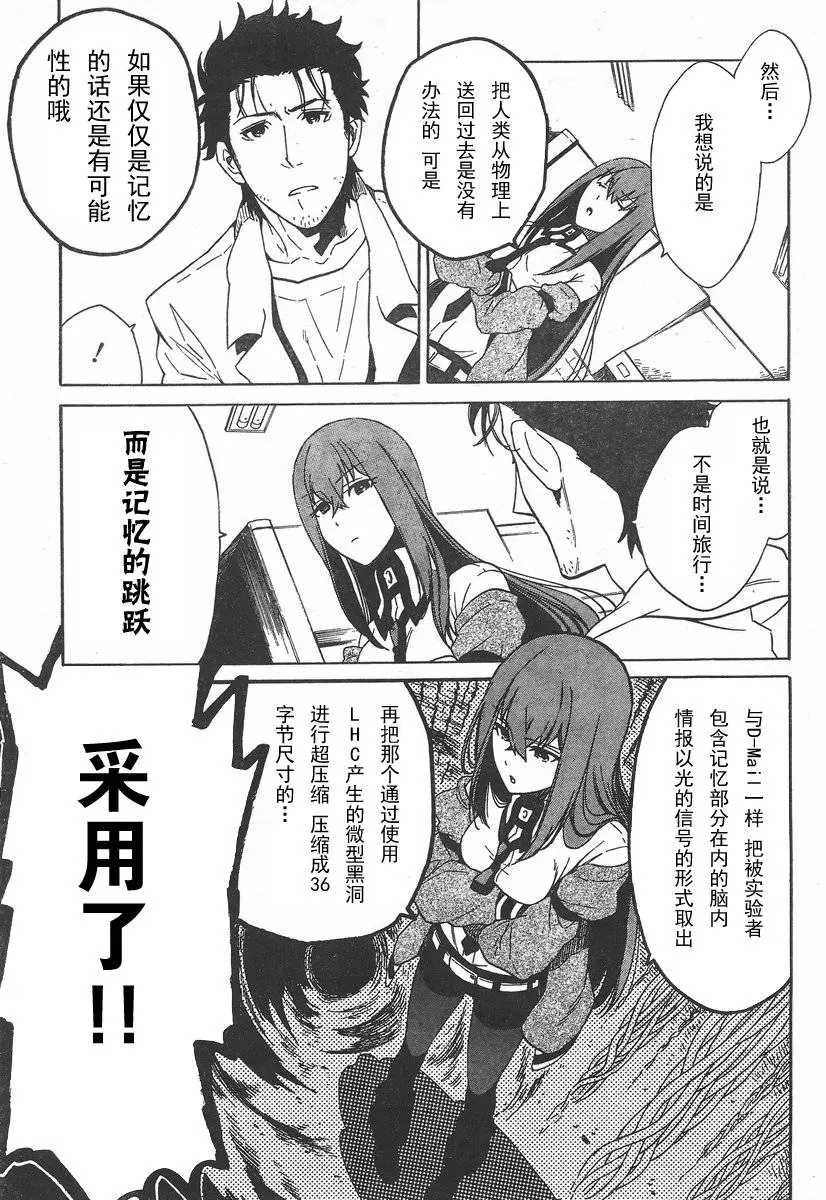 然后…
我想说的是
把人类从物理上
送回过去是没有
办法的 可是
如果仅仅是记忆
的话还是有可能
性的哦
！
也就是说…
不是时间旅行…
而是记忆的跳跃
与D-Mail一样 把被实验者
包含记忆部分在内的脑内
情报以光的信号的形式取出
再把那个通过使用
LHC产生的微型黑洞
进行超压缩 压缩成36
字节尺寸的…
采用了!!